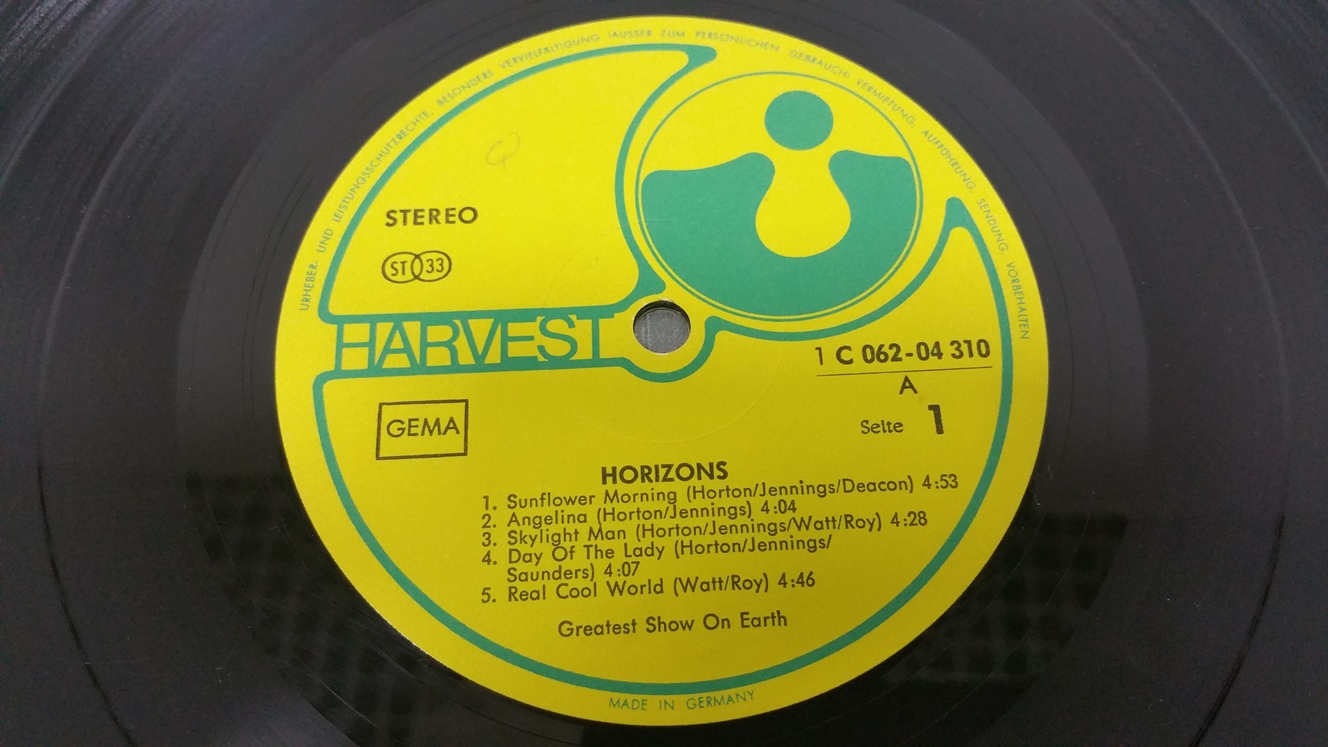 URHEBER- UND LEISTUNGSSCHUTZRECHTE, BESONDERS VERVIELFÄLTIGUNG (AUSSER ZUM PERSÖNLICHEN GEBRAUCH) VERMIETUNG, AUFFÜHRUNG, SENDUNG, VORBEHALTEN
STEREO
ST 33
HARVEST
1 C 062-04 310
A
Seite 1
GEMA
HORIZONS
1. Sunflower Morning (Horton/Jennings/Deacon) 4:53
2. Angelina (Horton/Jennings) 4:04
3. Skylight Man (Horton/Jennings/Watt/Roy) 4:28
4. Day Of The Lady (Horton/Jennings/
Saunders) 4:07
5. Real Cool World (Watt/Roy) 4:46
Greatest Show On Earth
MADE IN GERMANY